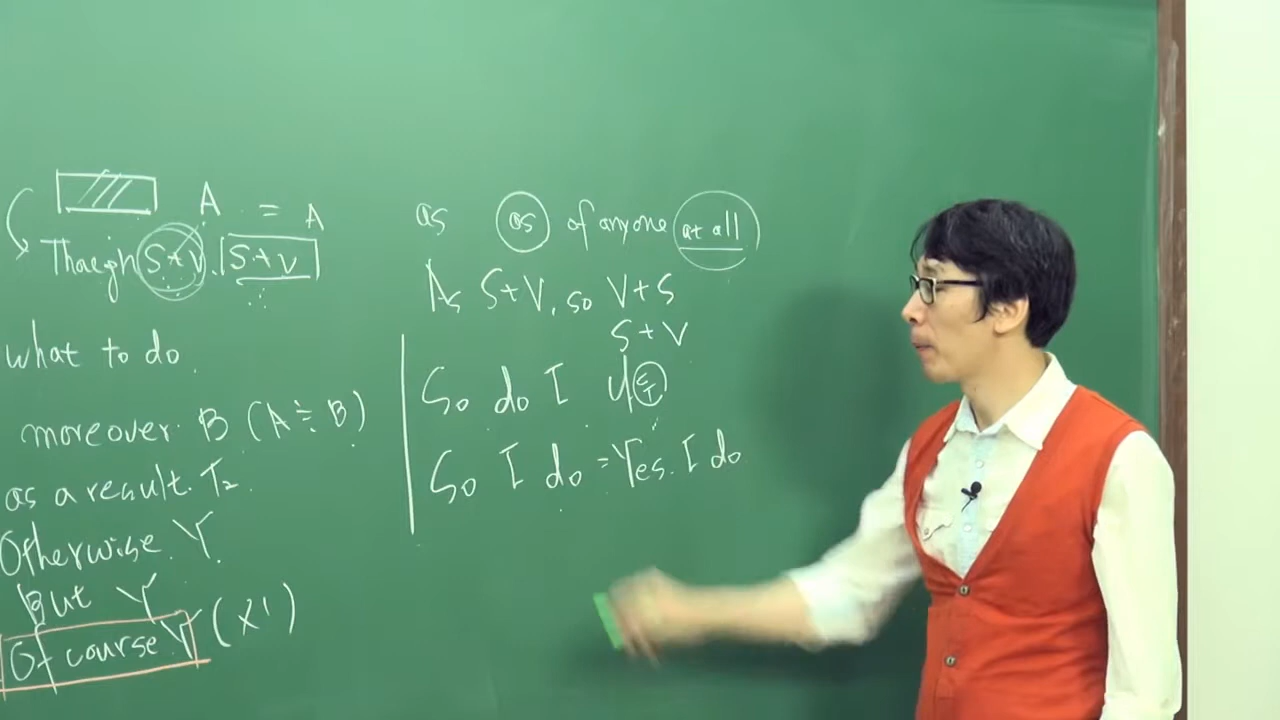 A = A
Though S+V, S+V
what to do
moreover B (A ≒ B)
as a result. T2
Otherwise Y
But Y
Of course Y (X')
as as of anyone at all
As S+V, so V+S
S+V
So do I
So I do = Yes. I do